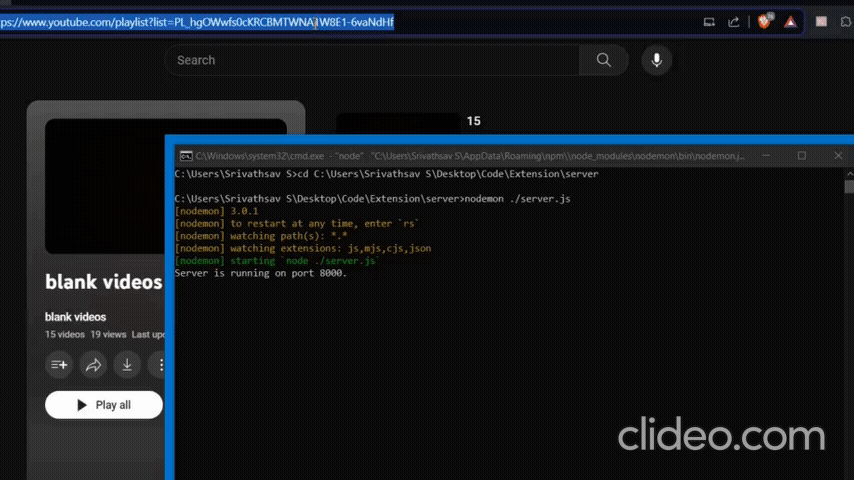 ps://www.youtube.com/playlist?list=PL_hgOWwfs0cKRCBMTWNA1W8E1-6vaNdHf
Search
15
C:\Windows\system32\cmd.exe - "node" "C:\Users\Srivathsav S\AppData\Roaming\npm\\node_modules\nodemon\bin\nodemon.j...
C:\Users\Srivathsav S>cd C:\Users\Srivathsav S\Desktop\Code\Extension\server
C:\Users\Srivathsav S\Desktop\Code\Extension\server>nodemon ./server.js
[nodemon] 3.0.1
[nodemon] to restart at any time, enter `rs`
[nodemon] watching path(s): *.*
[nodemon] watching extensions: js,mjs,cjs,json
[nodemon] starting `node ./server.js`
Server is running on port 8000.
blank videos
blank videos
15 videos 19 views Last up
Play all
clideo.com